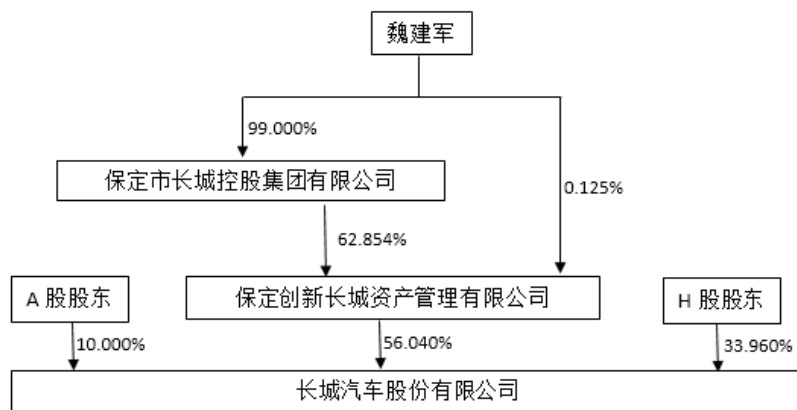 魏建军
99.000%
保定市长城控股集团有限公司
0.125%
62.854%
A 股股东
保定创新长城资产管理有限公司
H 股股东
10.000%
56.040%
33.960%
长城汽车股份有限公司